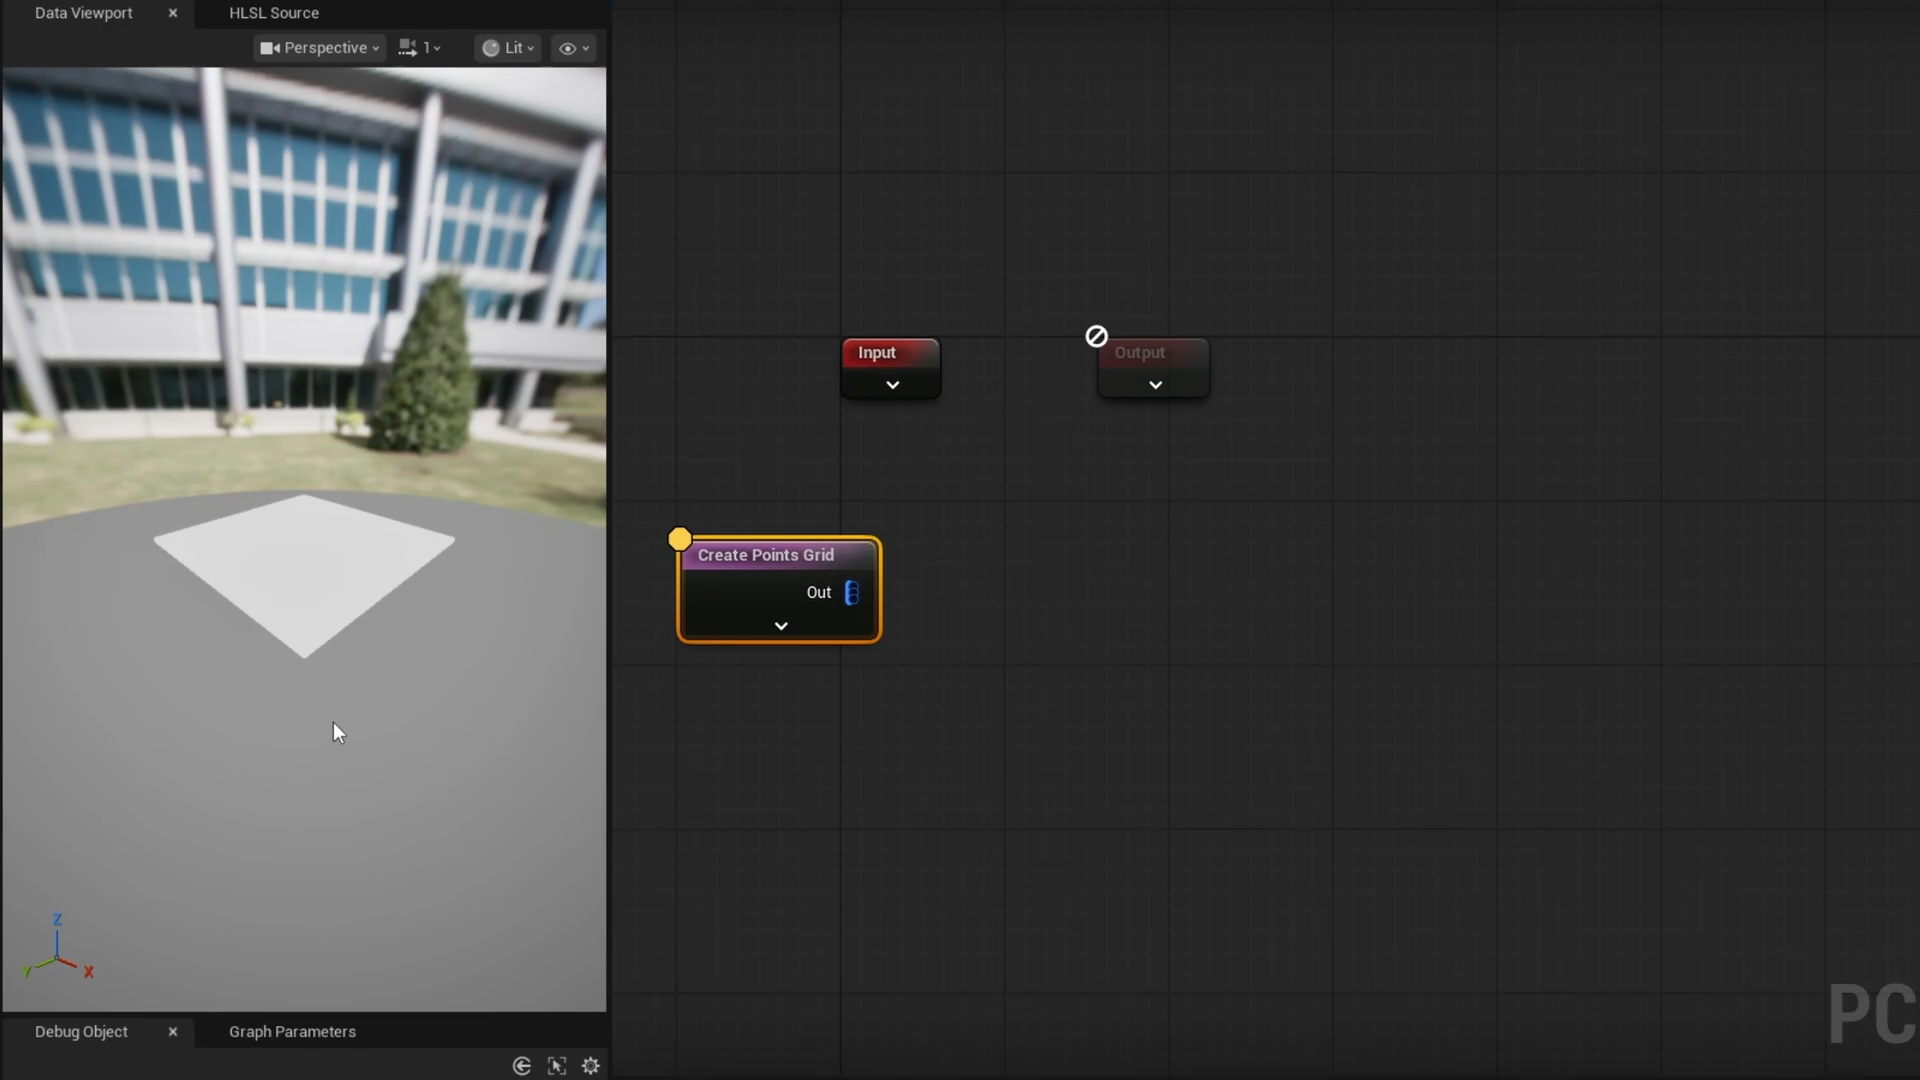 Data Viewport
HLSL Source
Perspective
1
Lit
Input
Output
Create Points Grid
Out
Z
Y
X
PC
Debug Object
Graph Parameters